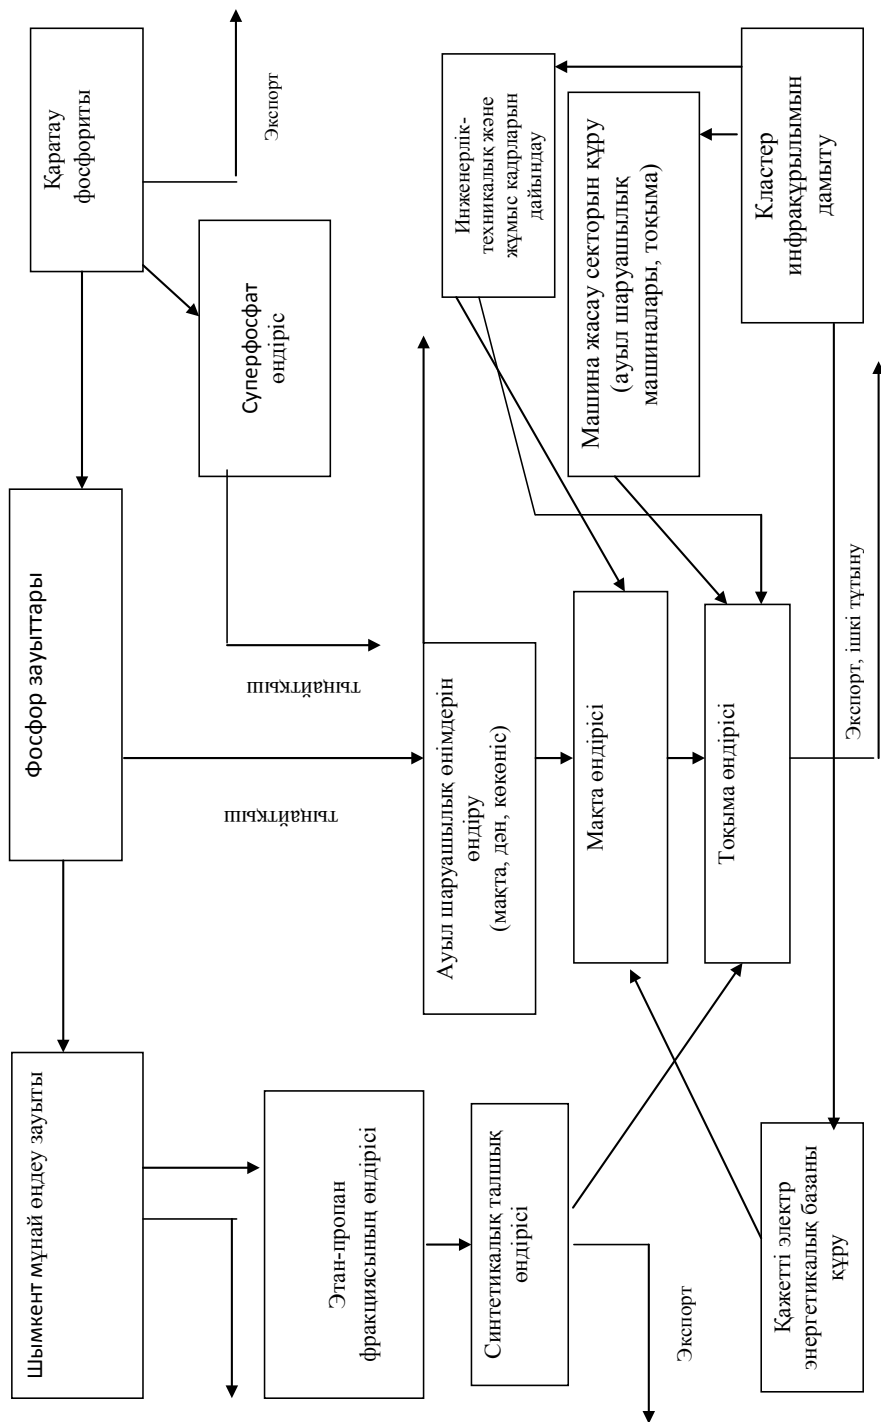 Шымкент мұнай өңдеу зауыты
Фосфор зауыттары
Қаратау
фосфориты
Экспорт
Суперфосфат
өндіріс
тыңайтқыш
тыңайтқыш
Этан-пропан
фракциясының өндірісі
Ауыл шаруашылық өнімдерін
өндіру
(мақта, дән, көкөніс)
Инженерлік-
техникалық және
жұмыс кадрларын
дайындау
Синтетикалық талшық
өндірісі
Мақта өндірісі
Машина жасау секторын құру
(ауыл шаруашылық
машиналары, тоқыма)
Экспорт
Тоқыма өндірісі
Қажетті электр
энергетикалық базаны
құру
Кластер
инфрақұрылымын
дамыту
Экспорт, ішкі тұтыну